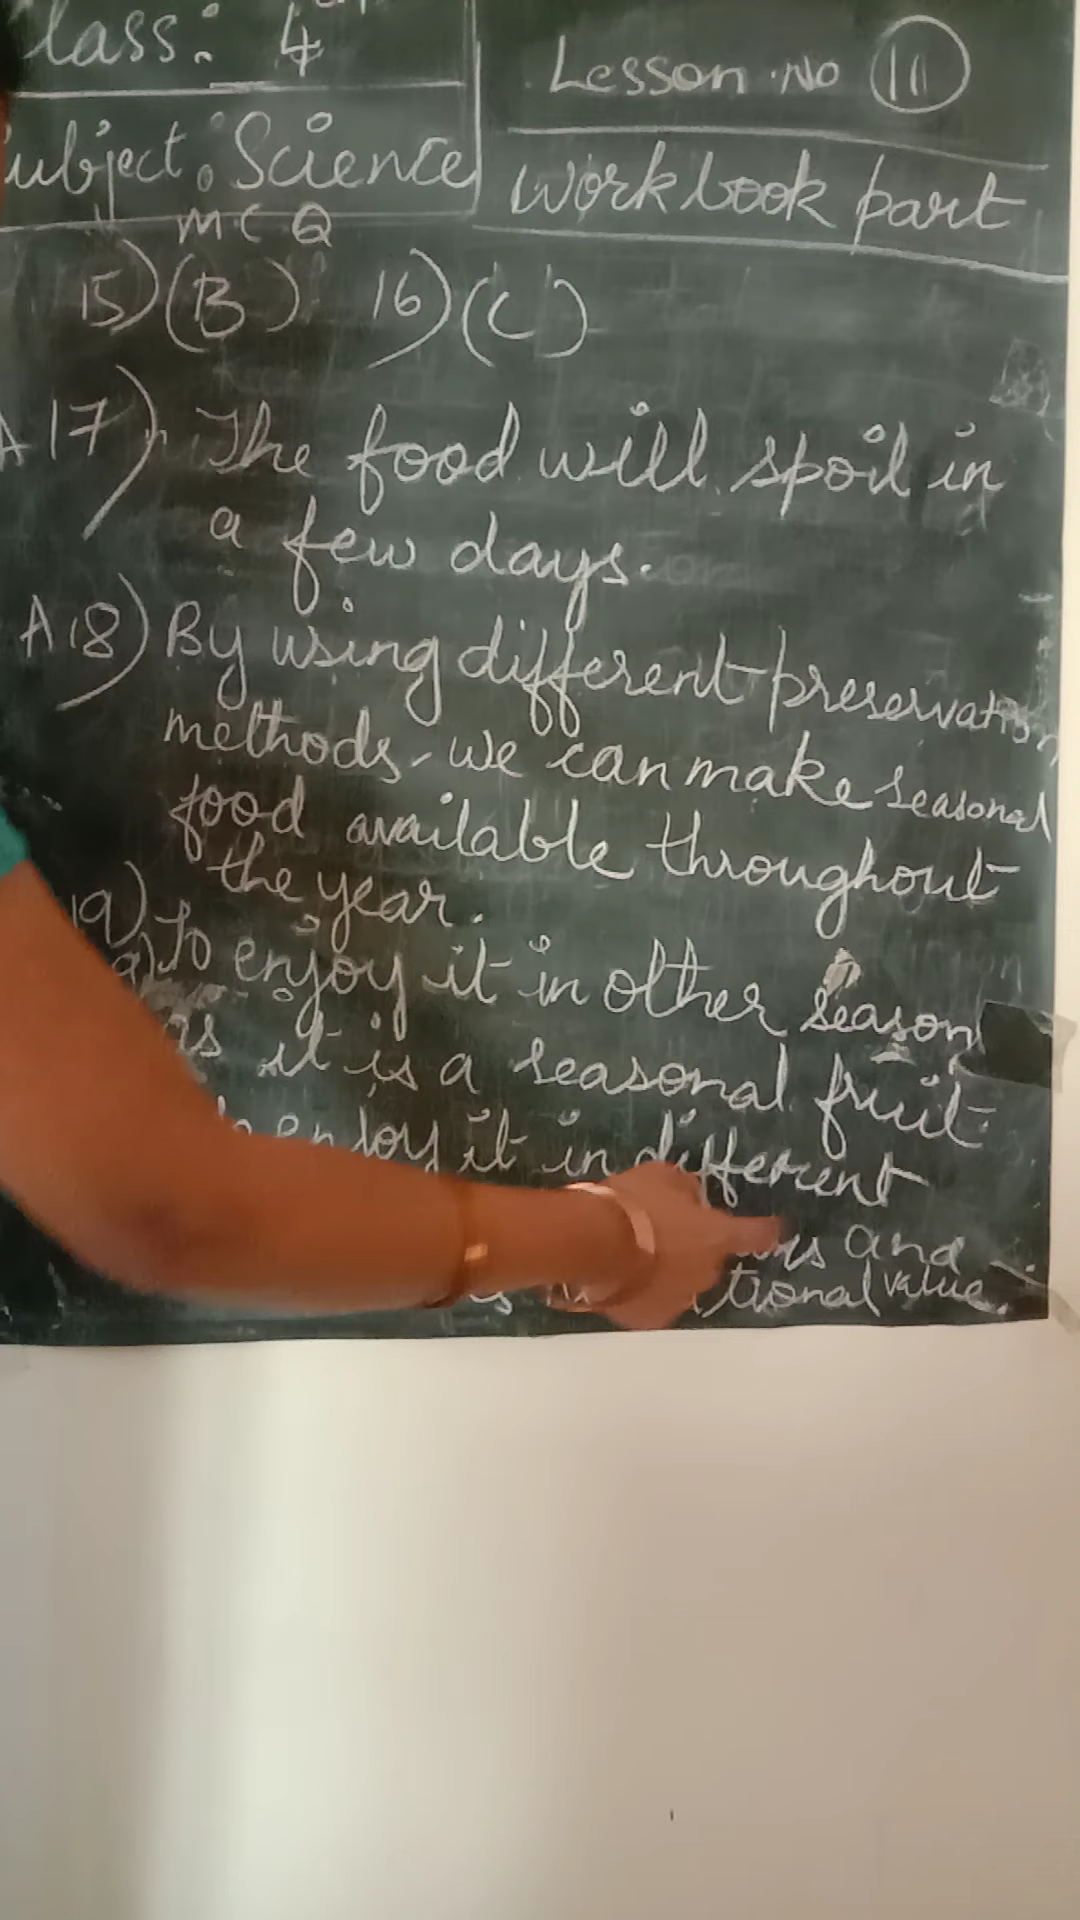 lass: 4
Lesson No 11
ubject: Science
workbook part
MCQ
15) (B) 16) (C)
A17) The food will spoil in
a few days.
A18) By using different preservation
methods, we can make seasonal
food available throughout
the year.
19)
a) To enjoy it in other season
as it is a seasonal fruit.
enjoy it in different
and
tional value.